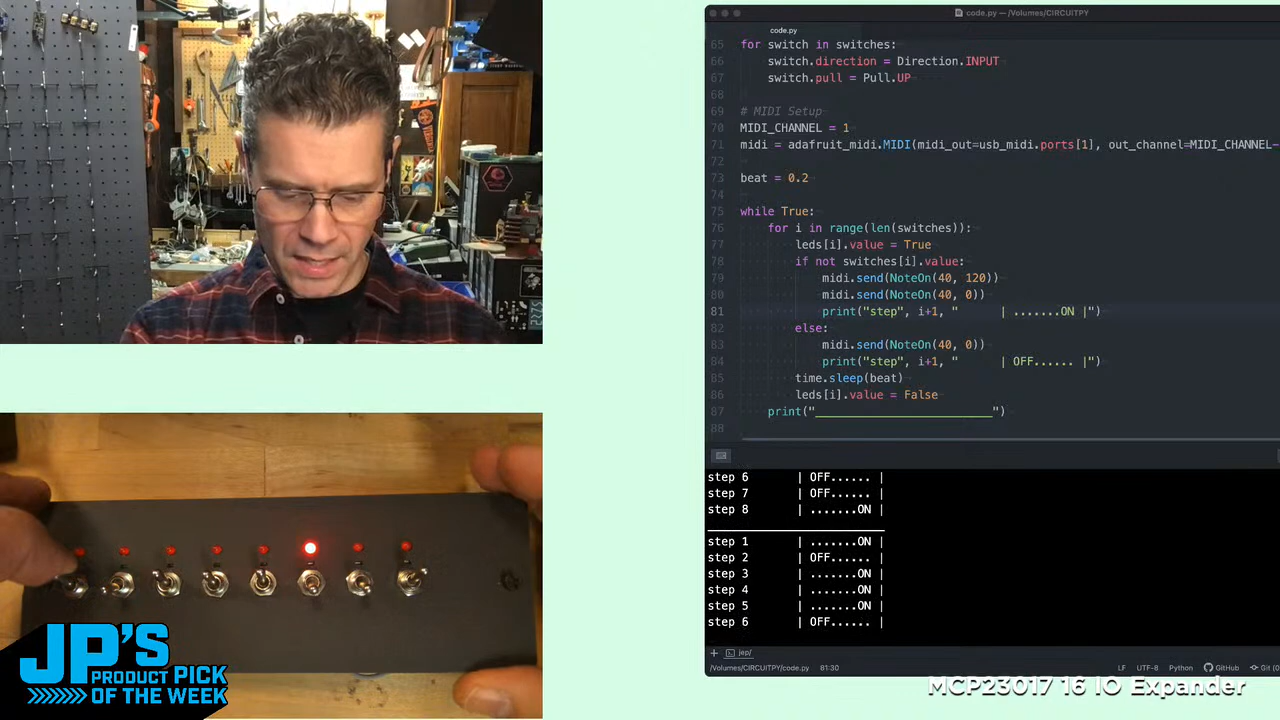 code.py — /Volumes/CIRCUITPY
code.py
65 for switch in switches:
66 switch.direction = Direction.INPUT
67 switch.pull = Pull.UP
68
69 # MIDI Setup
70 MIDI_CHANNEL = 1
71 midi = adafruit_midi.MIDI(midi_out=usb_midi.ports[1], out_channel=MIDI_CHANNEL-
72
73 beat = 0.2
74
75 while True:
76 for i in range(len(switches)):
77 leds[i].value = True
78 if not switches[i].value:
79 midi.send(NoteOn(40, 120))
80 midi.send(NoteOn(40, 0))
81 print("step", i+1, " | .......ON |")
82 else:
83 midi.send(NoteOn(40, 0))
84 print("step", i+1, " | OFF...... |")
85 time.sleep(beat)
86 leds[i].value = False
87 print("__________________________")
88
step 6 | OFF...... |
step 7 | OFF...... |
step 8 | .......ON |
__________________________
step 1 | .......ON |
step 2 | OFF...... |
step 3 | .......ON |
step 4 | .......ON |
step 5 | .......ON |
step 6 | OFF...... |
+ jep/
/Volumes/CIRCUITPY/code.py 81:30 LF UTF-8 Python GitHub Git (0
MCP23017 16 IO Expander
JP'S
PRODUCT PICK
OF THE WEEK